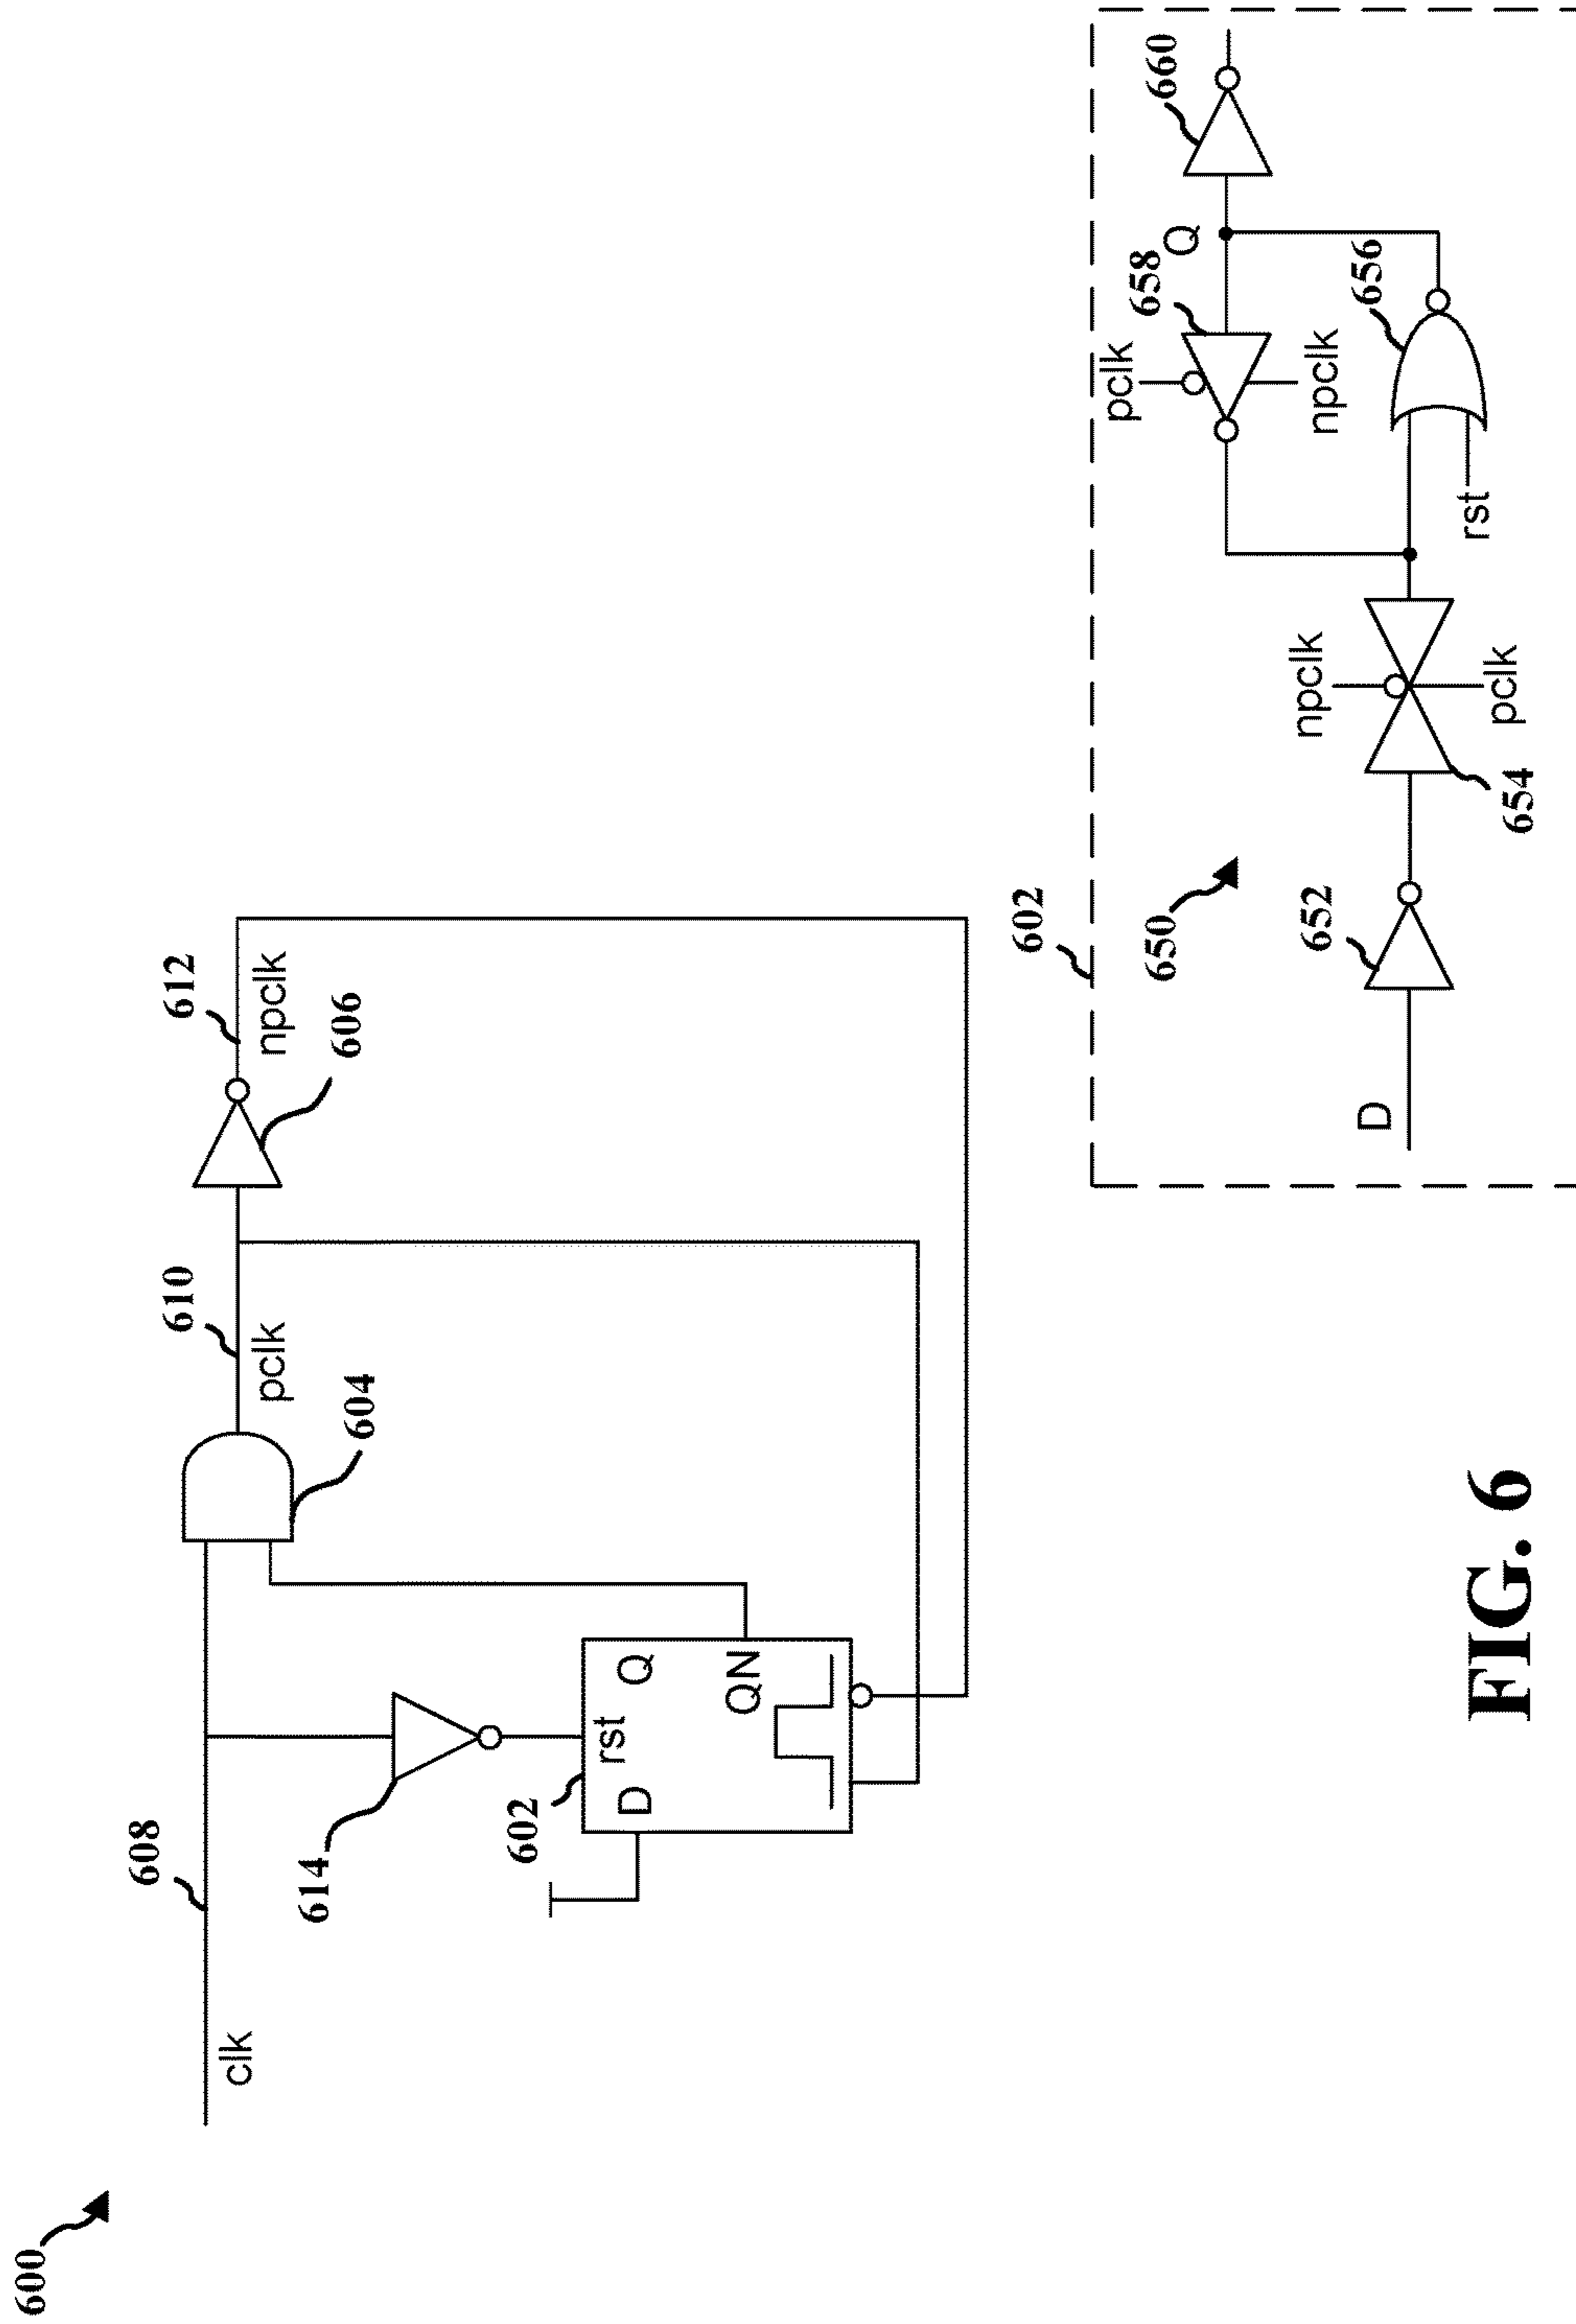 600
clk
608
614
602
D
rst
Q
QN
604
pclk
610
606
npclk
612
602
650
D
652
654
npclk
pclk
rst
656
pclk
npclk
658
Q
660
FIG. 6